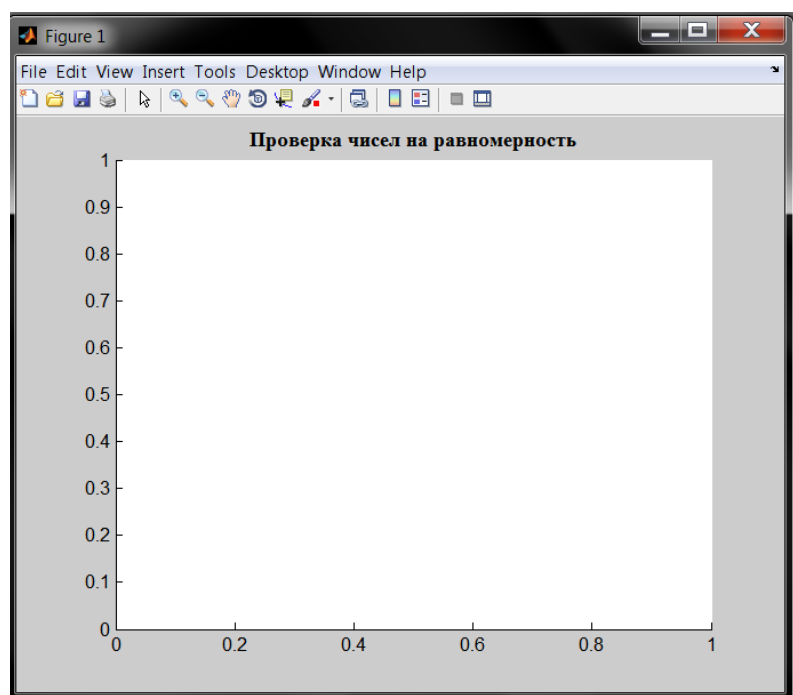 Figure 1
File Edit View Insert Tools Desktop Window Help
Проверка чисел на равномерность
1
0.9
0.8
0.7
0.6
0.5
0.4
0.3
0.2
0.1
0
0 0.2 0.4 0.6 0.8 1